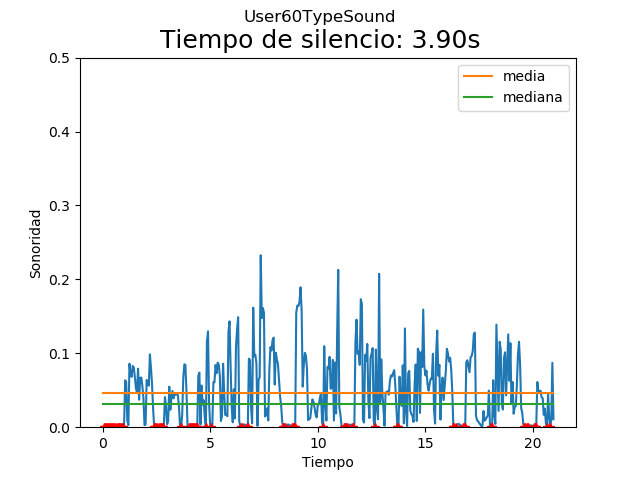 User60TypeSound
Tiempo de silencio: 3.90s
0.5
media
mediana
0.4
0.3
Sonoridad
0.2
0.1
0.0
0 5 10 15 20
Tiempo